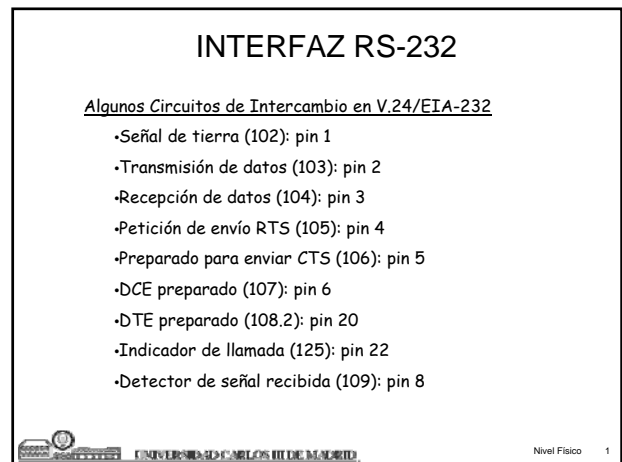 INTERFAZ RS-232
Algunos Circuitos de Intercambio en V.24/EIA-232
•Señal de tierra (102): pin 1
•Transmisión de datos (103): pin 2
•Recepción de datos (104): pin 3
•Petición de envío RTS (105): pin 4
•Preparado para enviar CTS (106): pin 5
•DCE preparado (107): pin 6
•DTE preparado (108.2): pin 20
•Indicador de llamada (125): pin 22
•Detector de señal recibida (109): pin 8
UNIVERSIDAD CARLOS III DE MADRID
Nivel Físico 1